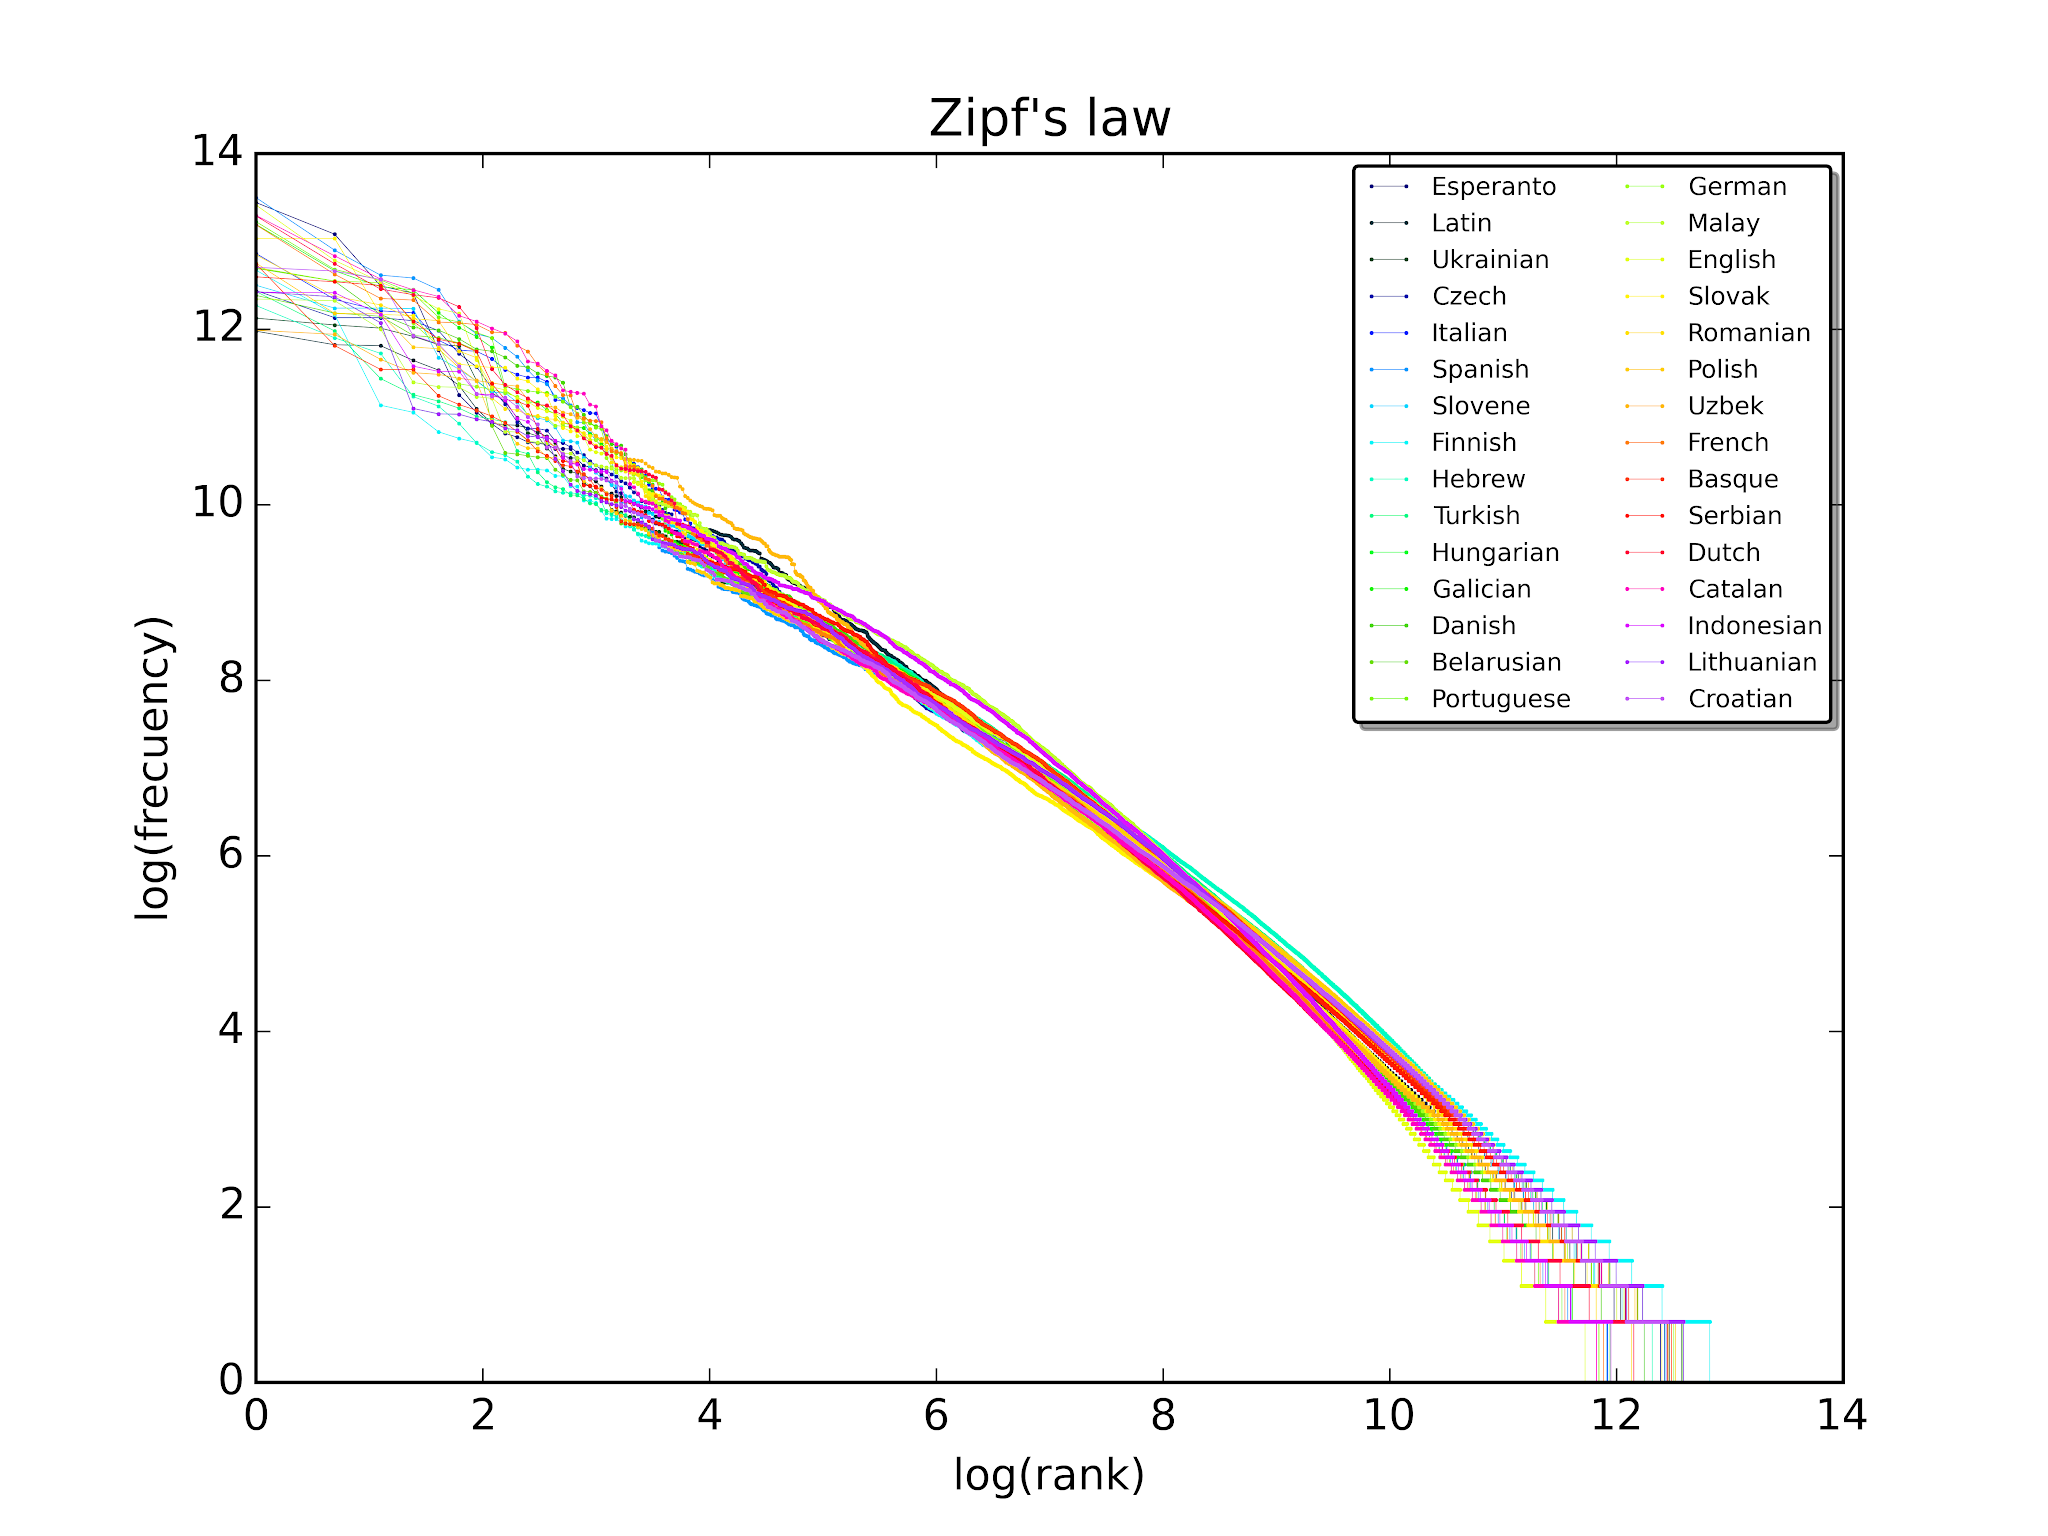 Zipf's law
14
12
10
8
6
4
2
0
log(frecuency)
0 2 4 6 8 10 12 14
log(rank)
Esperanto
Latin
Ukrainian
Czech
Italian
Spanish
Slovene
Finnish
Hebrew
Turkish
Hungarian
Galician
Danish
Belarusian
Portuguese
German
Malay
English
Slovak
Romanian
Polish
Uzbek
French
Basque
Serbian
Dutch
Catalan
Indonesian
Lithuanian
Croatian